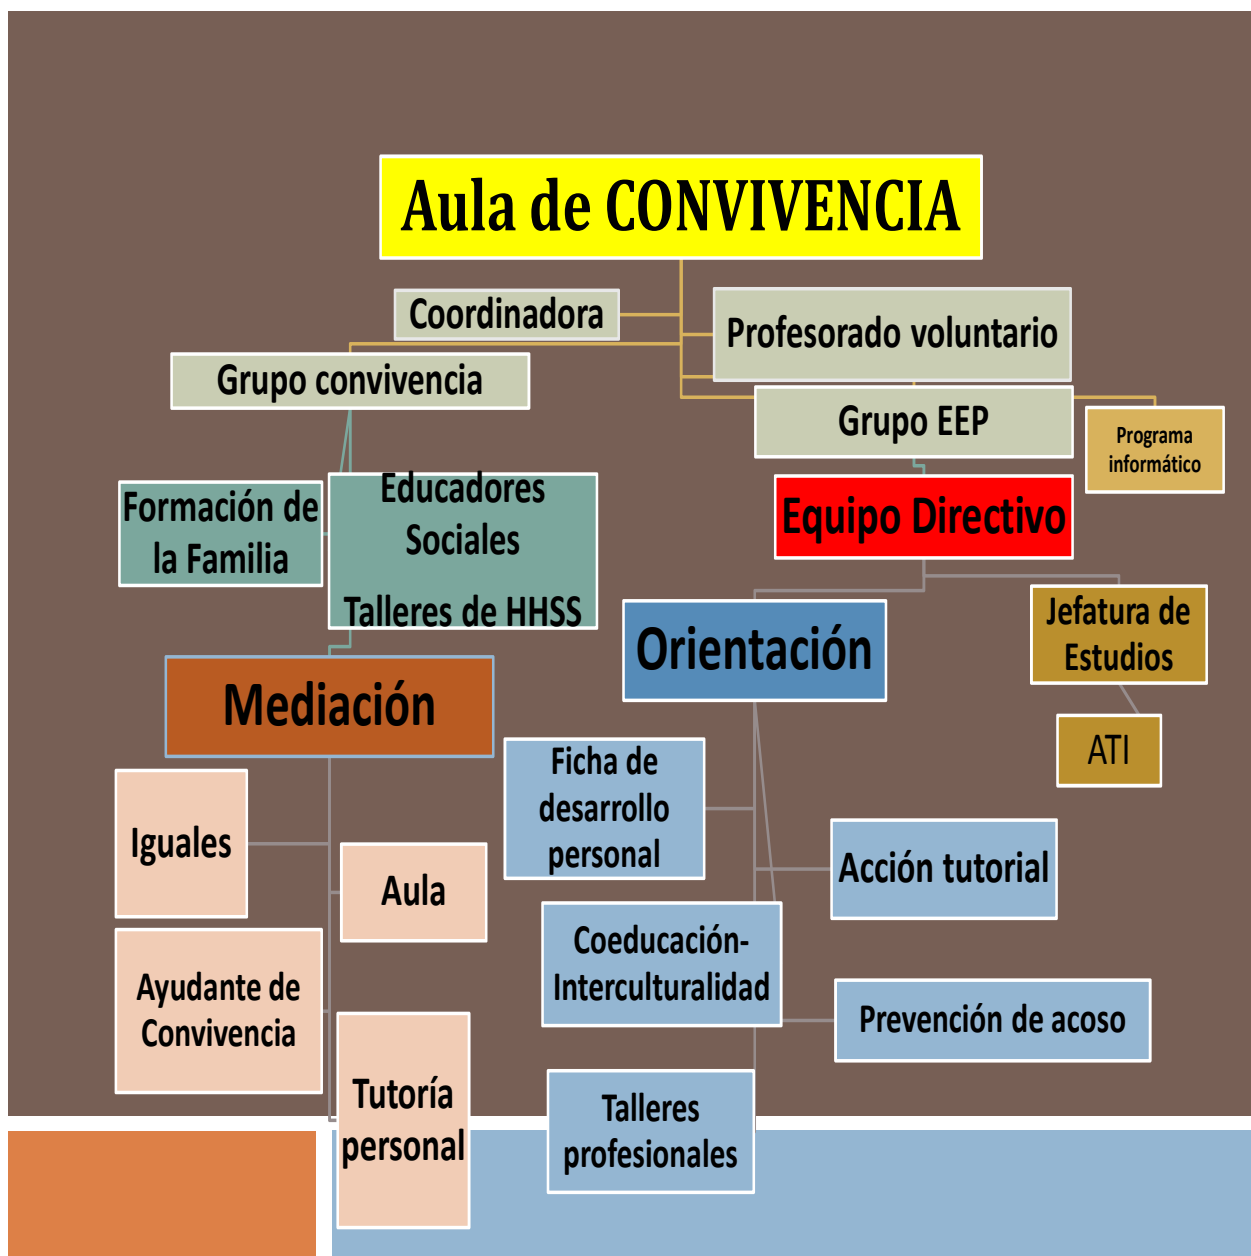 Aula de CONVIVENCIA
Coordinadora
Profesorado voluntario
Grupo convivencia
Grupo EEP
Programa
informático
Formación de
la Familia
Educadores
Sociales
Talleres de HHSS
Equipo Directivo
Mediación
Orientación
Jefatura de
Estudios
ATI
Iguales
Aula
Ayudante de
Convivencia
Tutoría
personal
Ficha de
desarrollo
personal
Acción tutorial
Coeducación-
Interculturalidad
Prevención de acoso
Talleres
profesionales